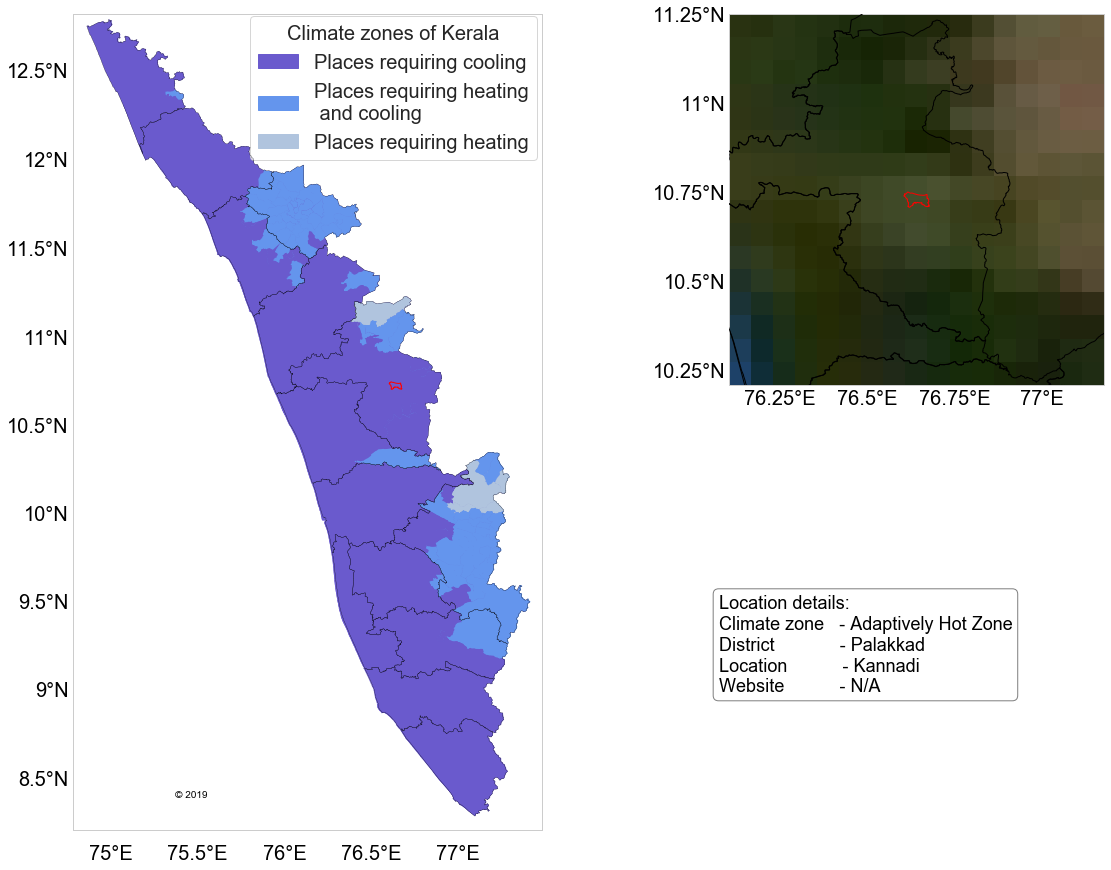 Climate zones of Kerala
Places requiring cooling
Places requiring heating
and cooling
Places requiring heating
12.5°N
12°N
11.5°N
11°N
10.5°N
10°N
9.5°N
9°N
8.5°N
© 2019
75°E 75.5°E 76°E 76.5°E 77°E
11.25°N
11°N
10.75°N
10.5°N
10.25°N
76.25°E 76.5°E 76.75°E 77°E
Location details:
Climate zone - Adaptively Hot Zone
District - Palakkad
Location - Kannadi
Website - N/A